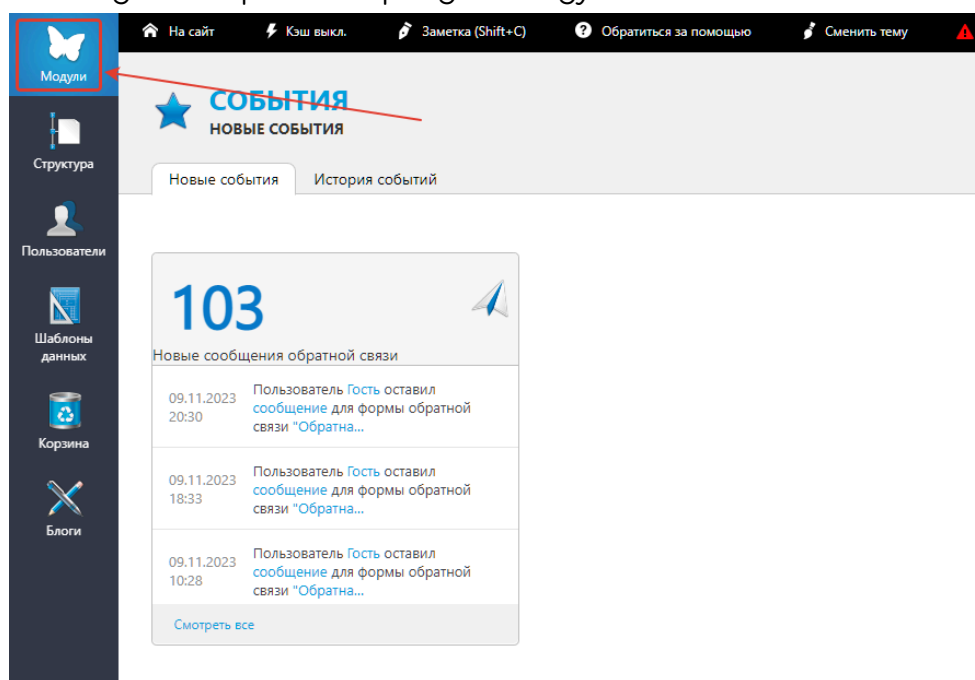 На сайт
Кэш выкл.
Заметка (Shift+C)
Обратиться за помощью
Сменить тему
Модули
Структура
Пользователи
Шаблоны
данных
Корзина
Блоги
СОБЫТИЯ
НОВЫЕ СОБЫТИЯ
Новые события
История событий
103
Новые сообщения обратной связи
09.11.2023
20:30
Пользователь Гость оставил
сообщение для формы обратной
связи "Обратна...
09.11.2023
18:33
Пользователь Гость оставил
сообщение для формы обратной
связи "Обратна...
09.11.2023
10:28
Пользователь Гость оставил
сообщение для формы обратной
связи "Обратна...
Смотреть все